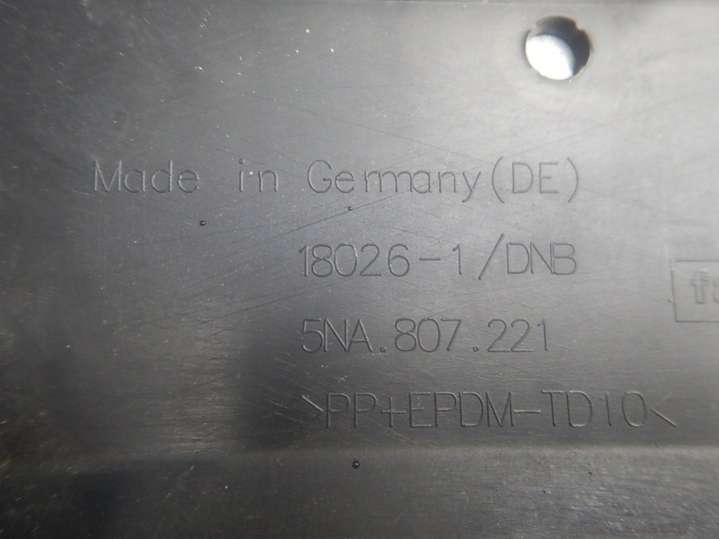 Made in Germany(DE)
18026-1/DNB
5NA.807.221
>PP+EPDM-TD10<